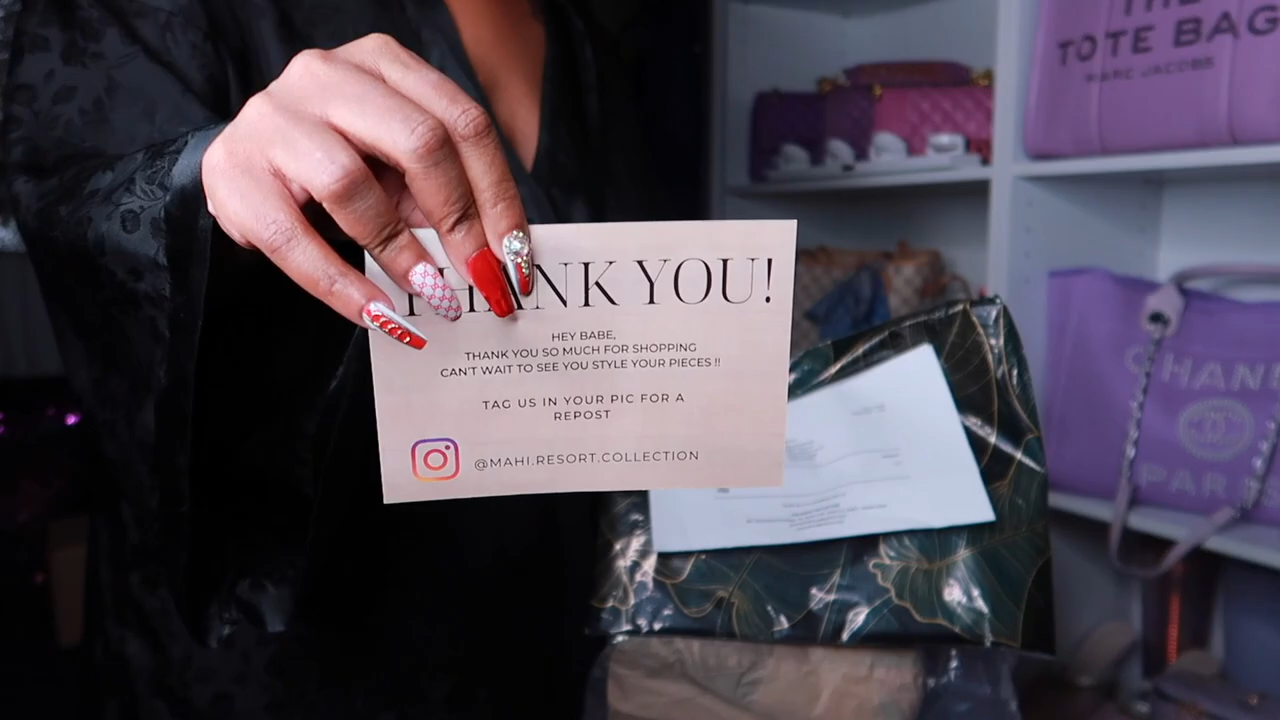 THANK YOU!
HEY BABE,
THANK YOU SO MUCH FOR SHOPPING
CAN'T WAIT TO SEE YOU STYLE YOUR PIECES !!
TAG US IN YOUR PIC FOR A
REPOST
@MAHI.RESORT.COLLECTION
THE
TOTE BAG
MARC JACOBS
CHANE
PARIS